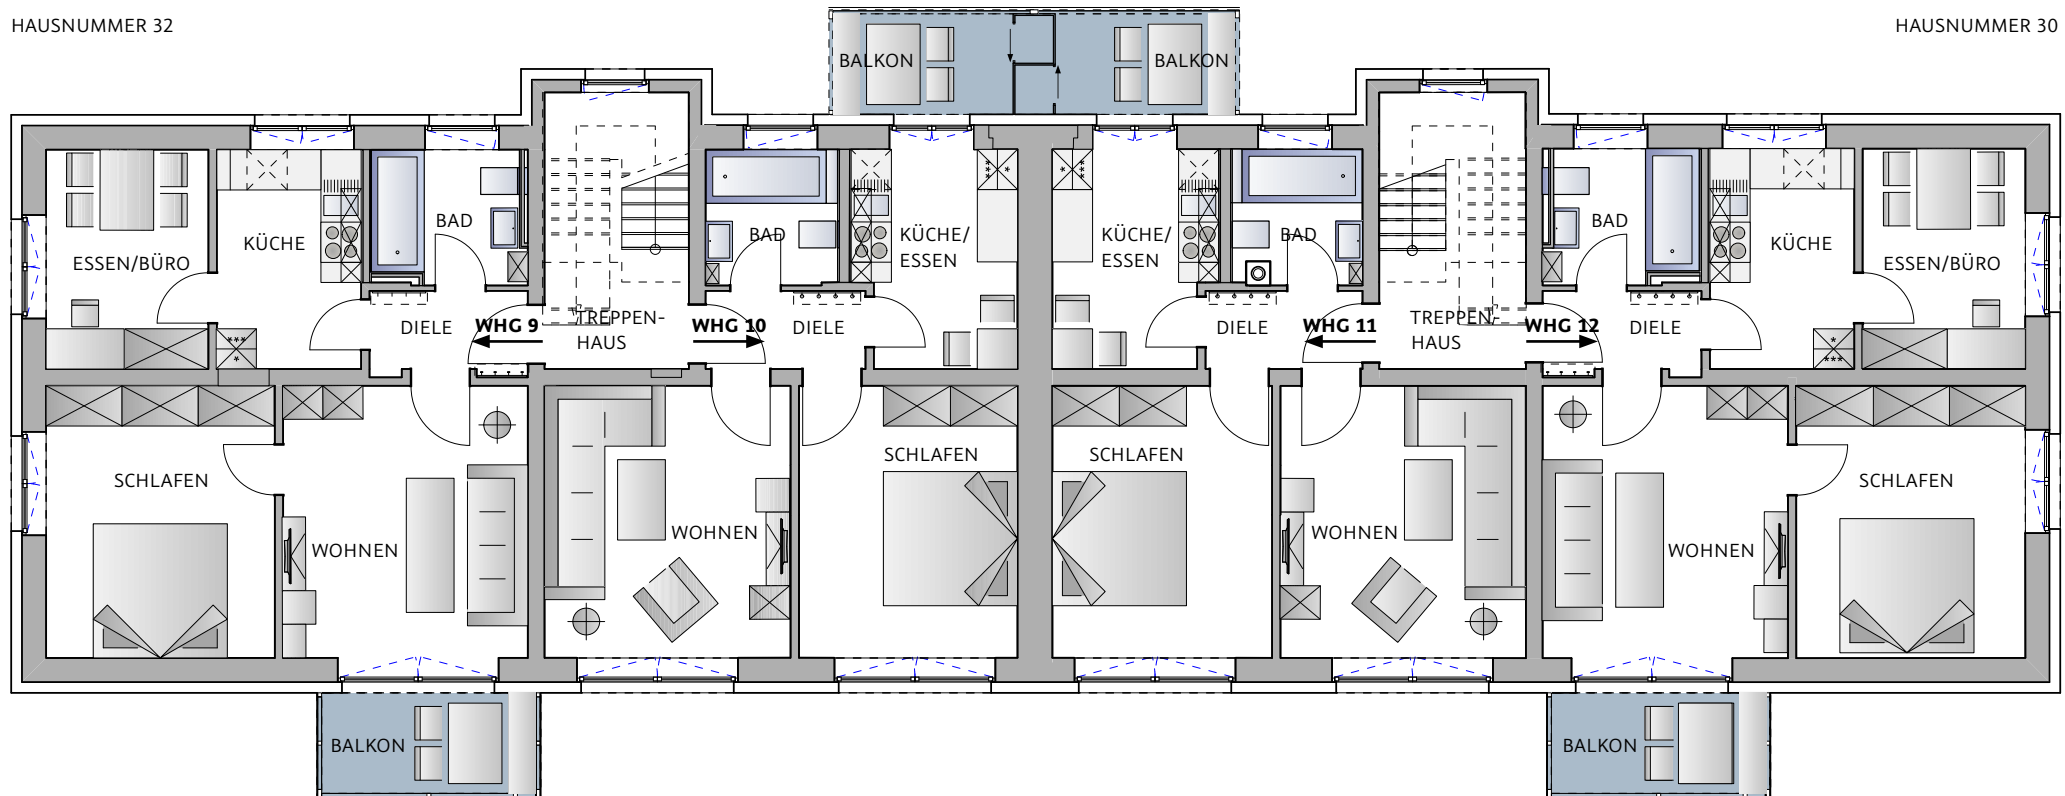 HAUSNUMMER 32
HAUSNUMMER 30
BALKON
BALKON
ESSEN/BÜRO
KÜCHE
BAD
BAD
KÜCHE/
ESSEN
KÜCHE/
ESSEN
BAD
BAD
KÜCHE
ESSEN/BÜRO
DIELE
WHG 9
TREPPEN-
HAUS
WHG 10
DIELE
DIELE
WHG 11
TREPPEN-
HAUS
WHG 12
DIELE
SCHLAFEN
WOHNEN
WOHNEN
SCHLAFEN
SCHLAFEN
WOHNEN
WOHNEN
SCHLAFEN
BALKON
BALKON